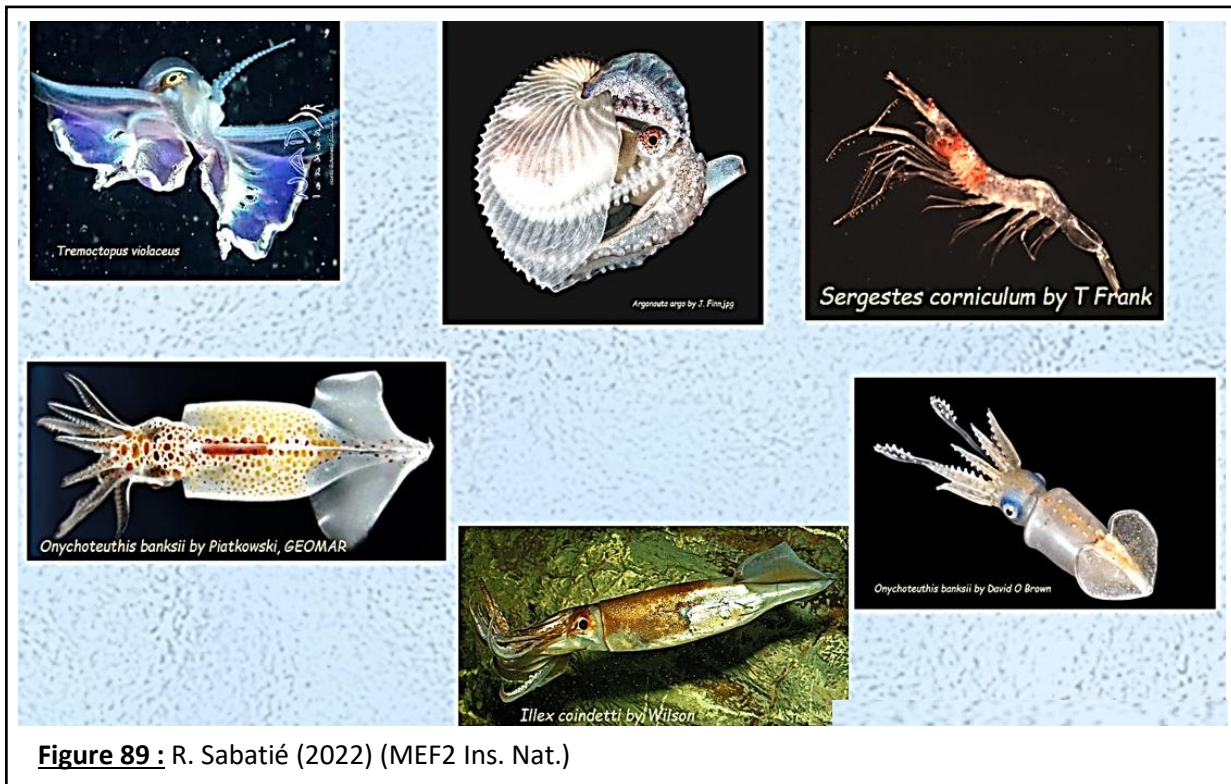 Tremoctopus violaceus
Argonauta argo by J. Finn.jpg
Sergestes corniculum by T Frank
Onychoteuthis banksii by Piatkowski, GEOMAR
Onychoteuthis banksii by David O Brown
Illex coindetti by Wilson
Figure 89 : R. Sabatié (2022) (MEF2 Ins. Nat.)